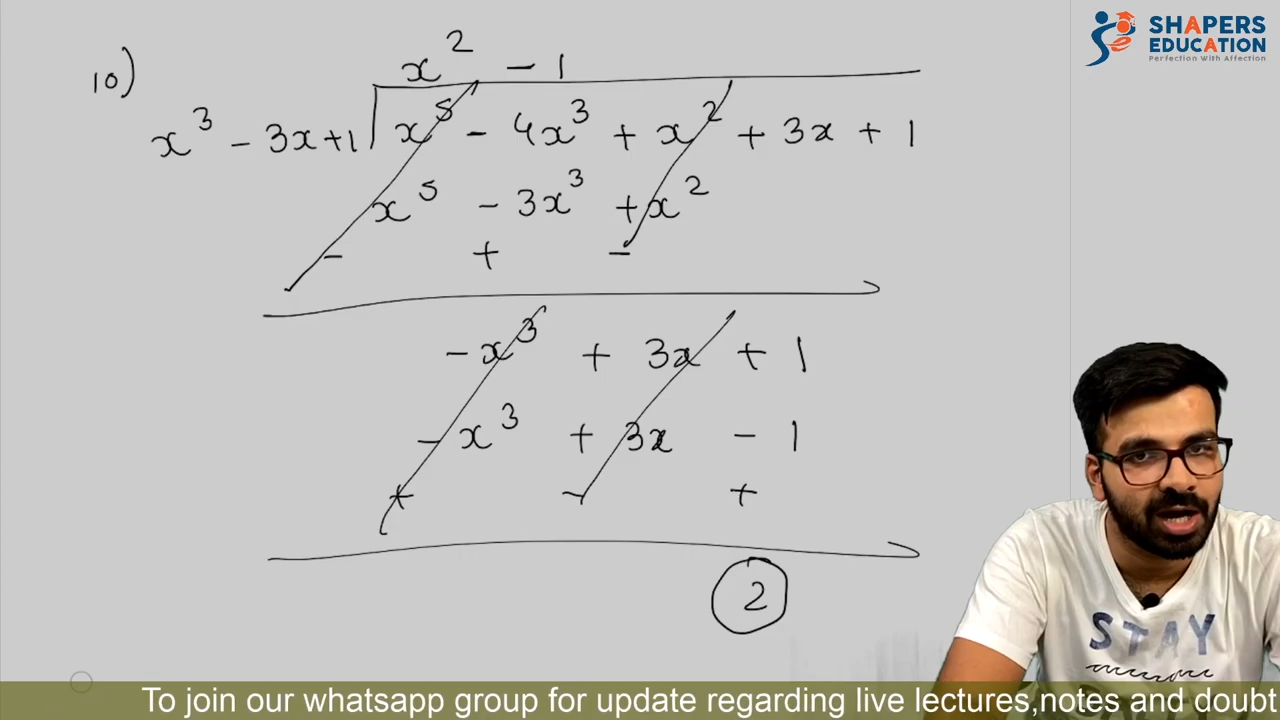 SHAPERS
EDUCATION
Perfection With Affection
10)
x² - 1
x³ - 3x + 1 x⁵ - 4x³ + x² + 3x + 1
x⁵ - 3x³ + x²
- + -
-x³ + 3x + 1
-x³ + 3x - 1
+ - +
2
STAY
To join our whatsapp group for update regarding live lectures,notes and doubt